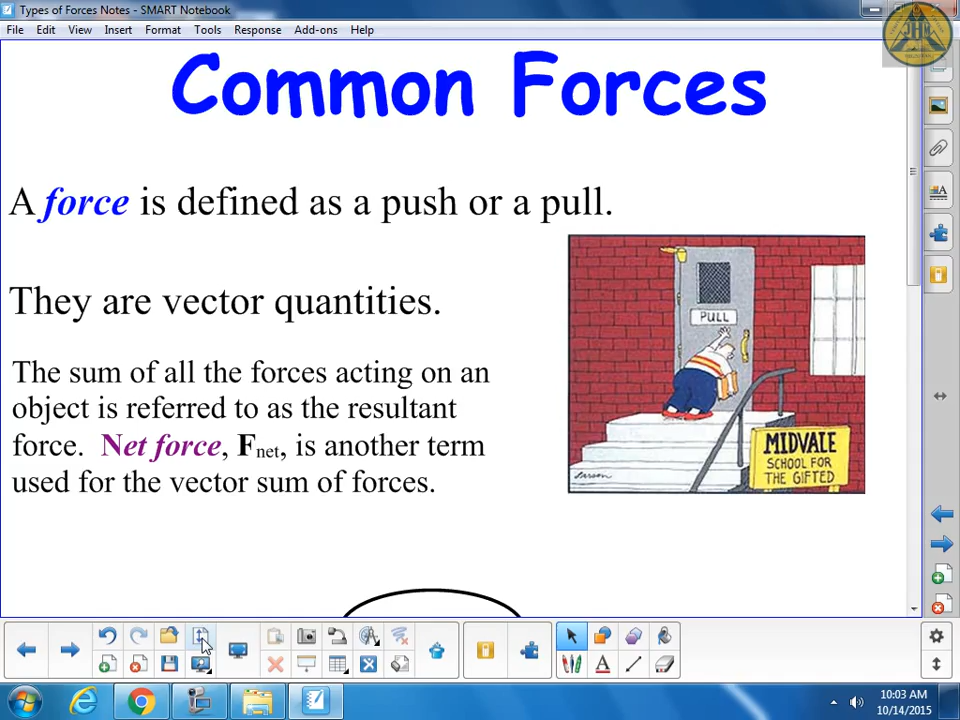 Types of Forces Notes - SMART Notebook
File Edit View Insert Format Tools Response Add-ons Help
JHM
Common Forces
A force is defined as a push or a pull.
They are vector quantities.
The sum of all the forces acting on an
object is referred to as the resultant
force. Net force, Fnet, is another term
used for the vector sum of forces.
PULL
MIDVALE
SCHOOL FOR
THE GIFTED
Larson
10:03 AM
10/14/2015